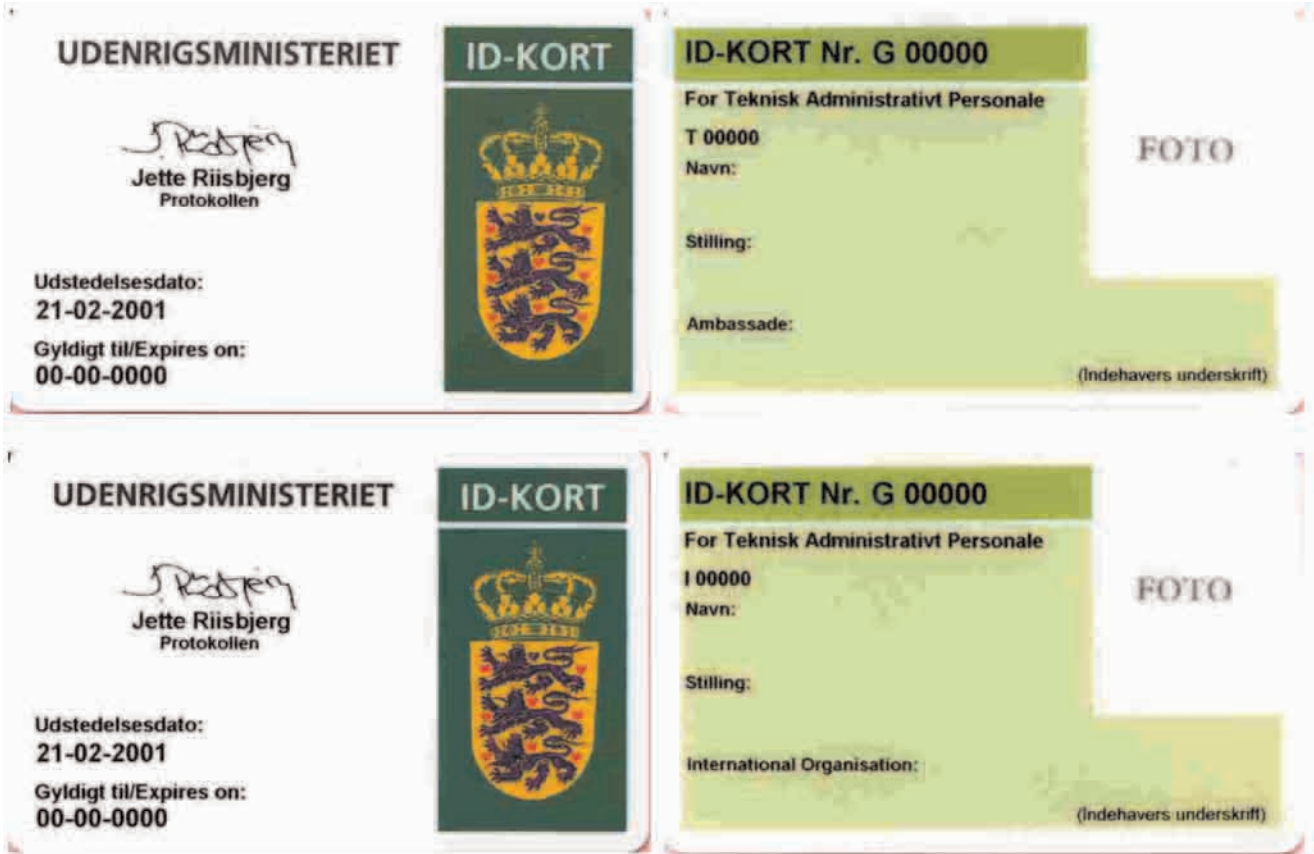 UDENRIGSMINISTERIET
ID-KORT
Jette Riisbjerg
Protokollen
Udstedelsesdato:
21-02-2001
Gyldigt til/Expires on:
00-00-0000
ID-KORT Nr. G 00000
For Teknisk Administrativt Personale
T 00000
Navn:
FOTO
Stilling:
Ambassade:
(Indehavers underskrift)
UDENRIGSMINISTERIET
ID-KORT
Jette Riisbjerg
Protokollen
Udstedelsesdato:
21-02-2001
Gyldigt til/Expires on:
00-00-0000
ID-KORT Nr. G 00000
For Teknisk Administrativt Personale
I 00000
Navn:
FOTO
Stilling:
International Organisation:
(Indehavers underskrift)